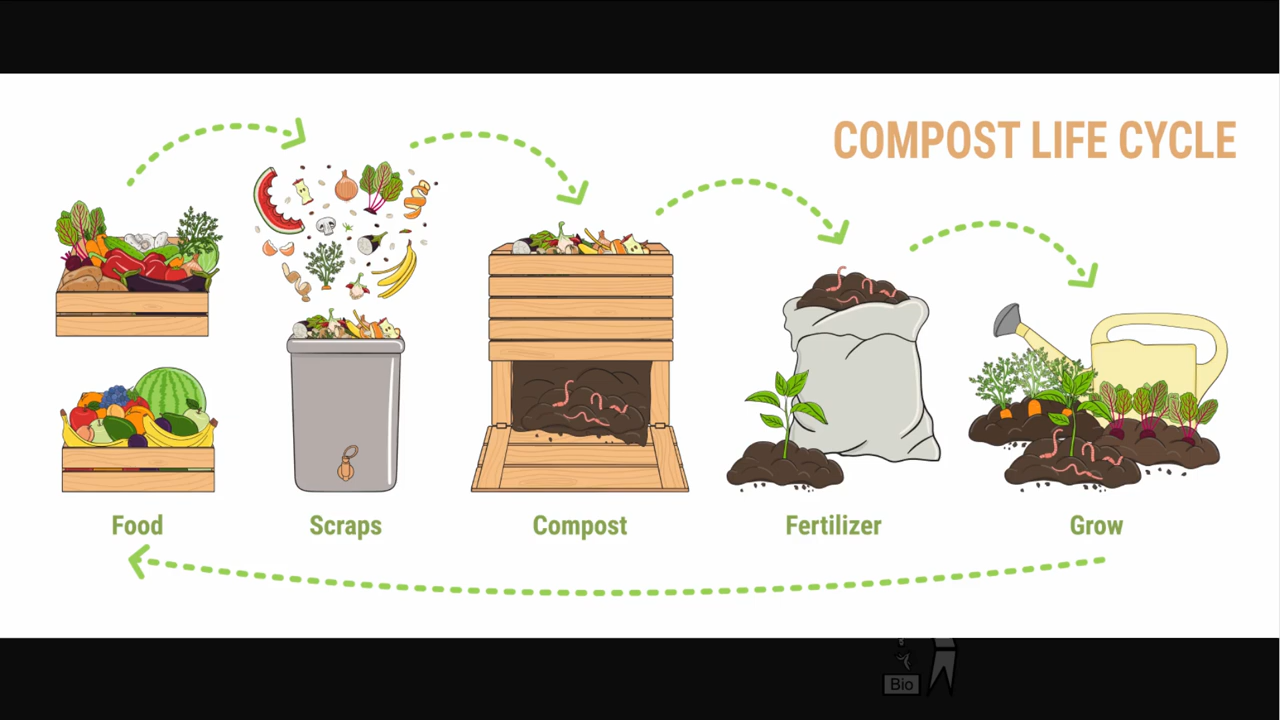 COMPOST LIFE CYCLE
Food
Scraps
Compost
Fertilizer
Grow
Bio